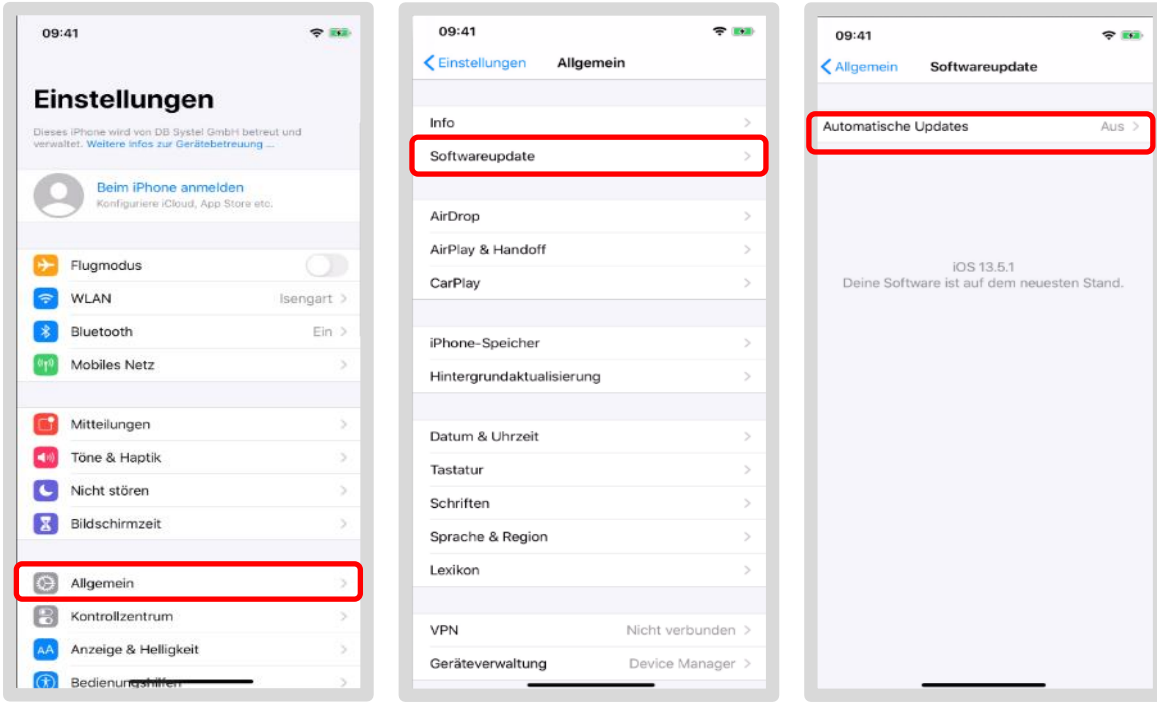 09:41
Einstellungen
Dieses iPhone wird von DB Systel GmbH betreut und
verwaltet. Weitere Infos zur Gerätebetreuung ...
Beim iPhone anmelden
Konfiguriere iCloud, App Store etc.
Flugmodus
WLAN Isengart
Bluetooth Ein
Mobiles Netz
Mitteilungen
Töne & Haptik
Nicht stören
Bildschirmzeit
Allgemein
Kontrollzentrum
AA Anzeige & Helligkeit
Bedienungshilfen
09:41
Einstellungen Allgemein
Info
Softwareupdate
AirDrop
AirPlay & Handoff
CarPlay
iPhone-Speicher
Hintergrundaktualisierung
Datum & Uhrzeit
Tastatur
Schriften
Sprache & Region
Lexikon
VPN Nicht verbunden
Geräteverwaltung Device Manager
09:41
Allgemein Softwareupdate
Automatische Updates Aus
iOS 13.5.1
Deine Software ist auf dem neuesten Stand.